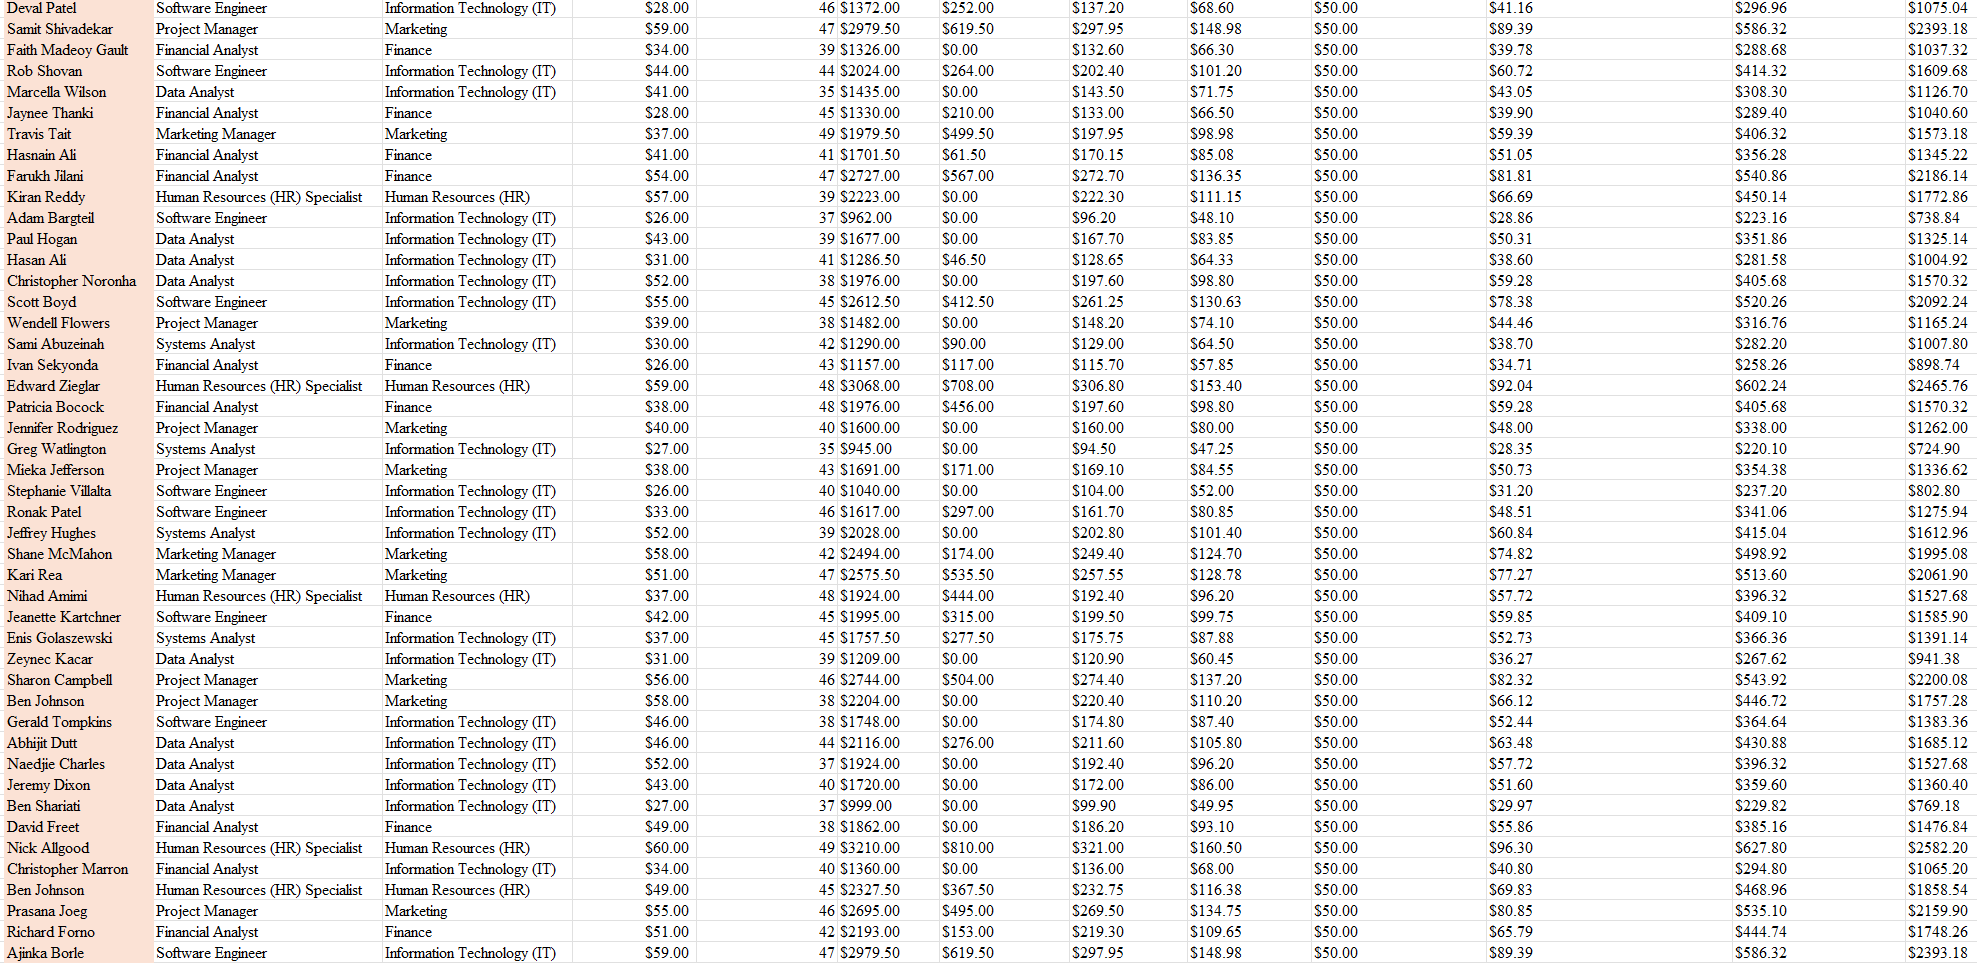 Deval Patel Software Engineer Information Technology (IT) $28.00 46 $1372.00 $252.00 $137.20 $68.60 $50.00 $41.16 $296.96 $1075.04
Samit Shivadekar Project Manager Marketing $59.00 47 $2979.50 $619.50 $297.95 $148.98 $50.00 $89.39 $586.32 $2393.18
Faith Madeoy Gault Financial Analyst Finance $34.00 39 $1326.00 $0.00 $132.60 $66.30 $50.00 $39.78 $288.68 $1037.32
Rob Shovan Software Engineer Information Technology (IT) $44.00 44 $2024.00 $264.00 $202.40 $101.20 $50.00 $60.72 $414.32 $1609.68
Marcella Wilson Data Analyst Information Technology (IT) $41.00 35 $1435.00 $0.00 $143.50 $71.75 $50.00 $43.05 $308.30 $1126.70
Jaynee Thanki Financial Analyst Finance $28.00 45 $1330.00 $210.00 $133.00 $66.50 $50.00 $39.90 $289.40 $1040.60
Travis Tait Marketing Manager Marketing $37.00 49 $1979.50 $499.50 $197.95 $98.98 $50.00 $59.39 $406.32 $1573.18
Hasnain Ali Financial Analyst Finance $41.00 41 $1701.50 $61.50 $170.15 $85.08 $50.00 $51.05 $356.28 $1345.22
Farukh Jilani Financial Analyst Finance $54.00 47 $2727.00 $567.00 $272.70 $136.35 $50.00 $81.81 $540.86 $2186.14
Kiran Reddy Human Resources (HR) Specialist Human Resources (HR) $57.00 39 $2223.00 $0.00 $222.30 $111.15 $50.00 $66.69 $450.14 $1772.86
Adam Bargteil Software Engineer Information Technology (IT) $26.00 37 $962.00 $0.00 $96.20 $48.10 $50.00 $28.86 $223.16 $738.84
Paul Hogan Data Analyst Information Technology (IT) $43.00 39 $1677.00 $0.00 $167.70 $83.85 $50.00 $50.31 $351.86 $1325.14
Hasan Ali Data Analyst Information Technology (IT) $31.00 41 $1286.50 $46.50 $128.65 $64.33 $50.00 $38.60 $281.58 $1004.92
Christopher Noronha Data Analyst Information Technology (IT) $52.00 38 $1976.00 $0.00 $197.60 $98.80 $50.00 $59.28 $405.68 $1570.32
Scott Boyd Software Engineer Information Technology (IT) $55.00 45 $2612.50 $412.50 $261.25 $130.63 $50.00 $78.38 $520.26 $2092.24
Wendell Flowers Project Manager Marketing $39.00 38 $1482.00 $0.00 $148.20 $74.10 $50.00 $44.46 $316.76 $1165.24
Sami Abuzeinah Systems Analyst Information Technology (IT) $30.00 42 $1290.00 $90.00 $129.00 $64.50 $50.00 $38.70 $282.20 $1007.80
Ivan Sekyonda Financial Analyst Finance $26.00 43 $1157.00 $117.00 $115.70 $57.85 $50.00 $34.71 $258.26 $898.74
Edward Zieglar Human Resources (HR) Specialist Human Resources (HR) $59.00 48 $3068.00 $708.00 $306.80 $153.40 $50.00 $92.04 $602.24 $2465.76
Patricia Bocock Financial Analyst Finance $38.00 48 $1976.00 $456.00 $197.60 $98.80 $50.00 $59.28 $405.68 $1570.32
Jennifer Rodriguez Project Manager Marketing $40.00 40 $1600.00 $0.00 $160.00 $80.00 $50.00 $48.00 $338.00 $1262.00
Greg Watlington Systems Analyst Information Technology (IT) $27.00 35 $945.00 $0.00 $94.50 $47.25 $50.00 $28.35 $220.10 $724.90
Mieka Jefferson Project Manager Marketing $38.00 43 $1691.00 $171.00 $169.10 $84.55 $50.00 $50.73 $354.38 $1336.62
Stephanie Villalta Software Engineer Information Technology (IT) $26.00 40 $1040.00 $0.00 $104.00 $52.00 $50.00 $31.20 $237.20 $802.80
Ronak Patel Software Engineer Information Technology (IT) $33.00 46 $1617.00 $297.00 $161.70 $80.85 $50.00 $48.51 $341.06 $1275.94
Jeffrey Hughes Systems Analyst Information Technology (IT) $52.00 39 $2028.00 $0.00 $202.80 $101.40 $50.00 $60.84 $415.04 $1612.96
Shane McMahon Marketing Manager Marketing $58.00 42 $2494.00 $174.00 $249.40 $124.70 $50.00 $74.82 $498.92 $1995.08
Kari Rea Marketing Manager Marketing $51.00 47 $2575.50 $535.50 $257.55 $128.78 $50.00 $77.27 $513.60 $2061.90
Nihad Amimi Human Resources (HR) Specialist Human Resources (HR) $37.00 48 $1924.00 $444.00 $192.40 $96.20 $50.00 $57.72 $396.32 $1527.68
Jeanette Kartchner Software Engineer Finance $42.00 45 $1995.00 $315.00 $199.50 $99.75 $50.00 $59.85 $409.10 $1585.90
Enis Golaszewski Systems Analyst Information Technology (IT) $37.00 45 $1757.50 $277.50 $175.75 $87.88 $50.00 $52.73 $366.36 $1391.14
Zeynec Kacar Data Analyst Information Technology (IT) $31.00 39 $1209.00 $0.00 $120.90 $60.45 $50.00 $36.27 $267.62 $941.38
Sharon Campbell Project Manager Marketing $56.00 46 $2744.00 $504.00 $274.40 $137.20 $50.00 $82.32 $543.92 $2200.08
Ben Johnson Project Manager Marketing $58.00 38 $2204.00 $0.00 $220.40 $110.20 $50.00 $66.12 $446.72 $1757.28
Gerald Tompkins Software Engineer Information Technology (IT) $46.00 38 $1748.00 $0.00 $174.80 $87.40 $50.00 $52.44 $364.64 $1383.36
Abhijit Dutt Data Analyst Information Technology (IT) $46.00 44 $2116.00 $276.00 $211.60 $105.80 $50.00 $63.48 $430.88 $1685.12
Naedjie Charles Data Analyst Information Technology (IT) $52.00 37 $1924.00 $0.00 $192.40 $96.20 $50.00 $57.72 $396.32 $1527.68
Jeremy Dixon Data Analyst Information Technology (IT) $43.00 40 $1720.00 $0.00 $172.00 $86.00 $50.00 $51.60 $359.60 $1360.40
Ben Shariati Data Analyst Information Technology (IT) $27.00 37 $999.00 $0.00 $99.90 $49.95 $50.00 $29.97 $229.82 $769.18
David Freet Financial Analyst Finance $49.00 38 $1862.00 $0.00 $186.20 $93.10 $50.00 $55.86 $385.16 $1476.84
Nick Allgood Human Resources (HR) Specialist Human Resources (HR) $60.00 49 $3210.00 $810.00 $321.00 $160.50 $50.00 $96.30 $627.80 $2582.20
Christopher Marron Financial Analyst Information Technology (IT) $34.00 40 $1360.00 $0.00 $136.00 $68.00 $50.00 $40.80 $294.80 $1065.20
Ben Johnson Human Resources (HR) Specialist Human Resources (HR) $49.00 45 $2327.50 $367.50 $232.75 $116.38 $50.00 $69.83 $468.96 $1858.54
Prasana Joeg Project Manager Marketing $55.00 46 $2695.00 $495.00 $269.50 $134.75 $50.00 $80.85 $535.10 $2159.90
Richard Forno Financial Analyst Finance $51.00 42 $2193.00 $153.00 $219.30 $109.65 $50.00 $65.79 $444.74 $1748.26
Ajinka Borle Software Engineer Information Technology (IT) $59.00 47 $2979.50 $619.50 $297.95 $148.98 $50.00 $89.39 $586.32 $2393.18